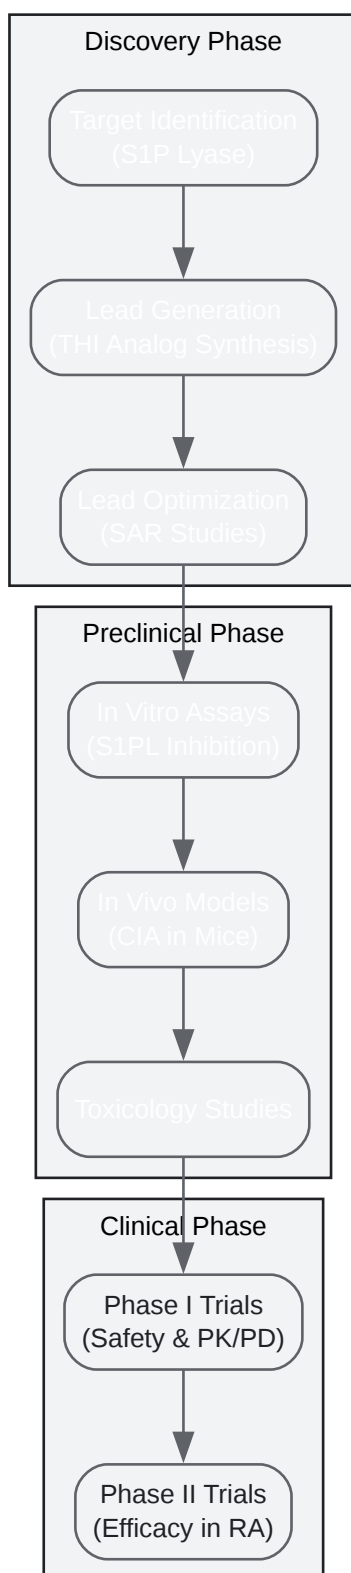 Discovery Phase
Target Identification
(S1P Lyase)
Lead Generation
(THI Analog Synthesis)
Lead Optimization
(SAR Studies)
Preclinical Phase
In Vitro Assays
(S1PL Inhibition)
In Vivo Models
(CIA in Mice)
Toxicology Studies
Clinical Phase
Phase I Trials
(Safety & PK/PD)
Phase II Trials
(Efficacy in RA)